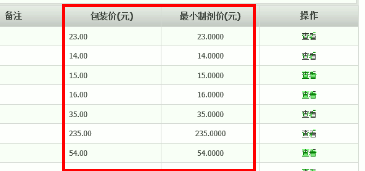 备注 包装价(元) 最小制剂价(元) 操作
23.00 23.0000 查看
14.00 14.0000 查看
15.00 15.0000 查看
16.00 16.0000 查看
35.00 35.0000 查看
235.00 235.0000 查看
54.00 54.0000 查看